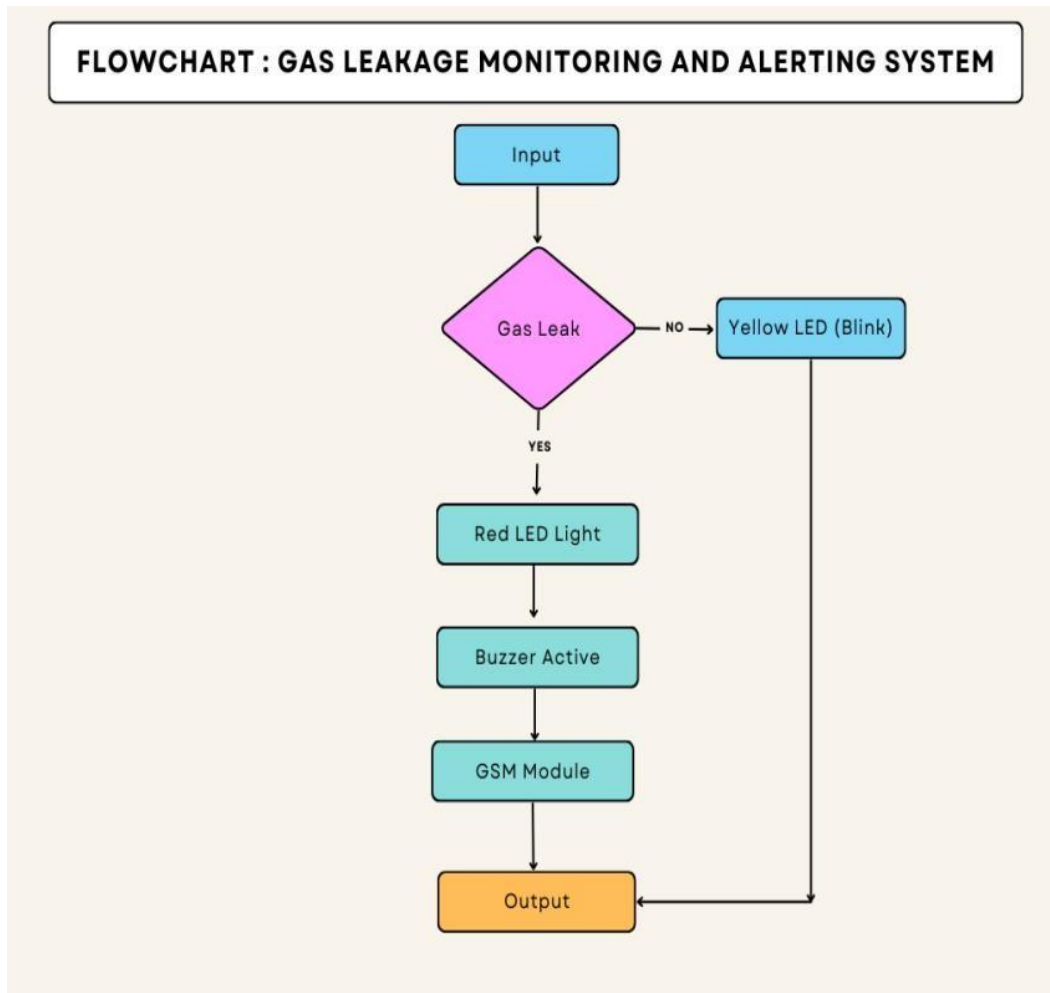 FLOWCHART : GAS LEAKAGE MONITORING AND ALERTING SYSTEM
Input
Gas Leak
NO
Yellow LED (Blink)
YES
Red LED Light
Buzzer Active
GSM Module
Output